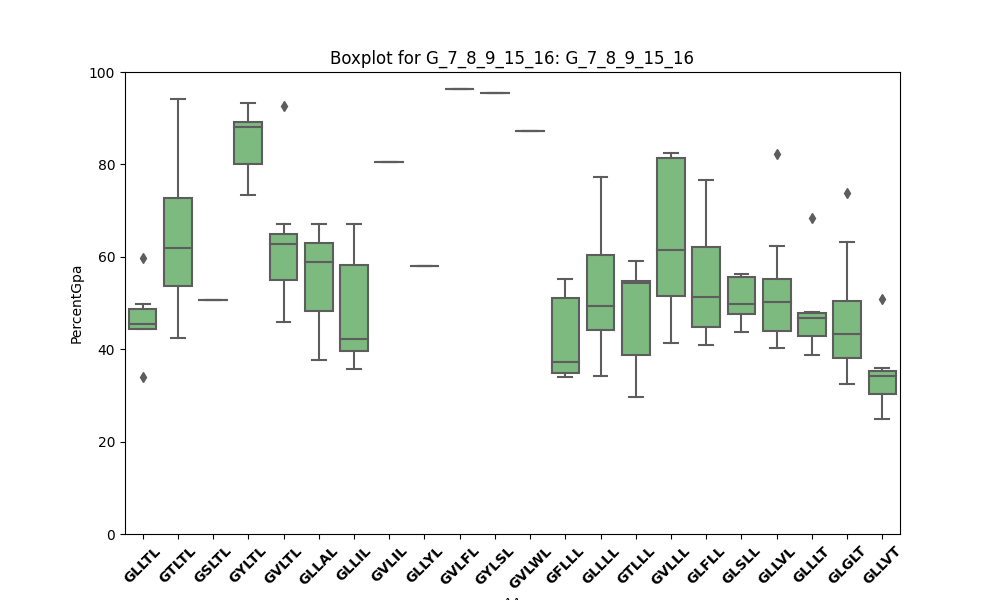 Boxplot for G_7_8_9_15_16: G_7_8_9_15_16
100
80
60
40
20
0
PercentGpa
GLLTL GTLTL GSLTL GYLTL GVLTL GLLAL GLLIL GVLIL GLLYL GVLFL GYLSL GVLWL GFLLL GLLLL GTLLL GVLLL GLFLL GLSLL GLLVL GLLLT GLGLT GLLVT